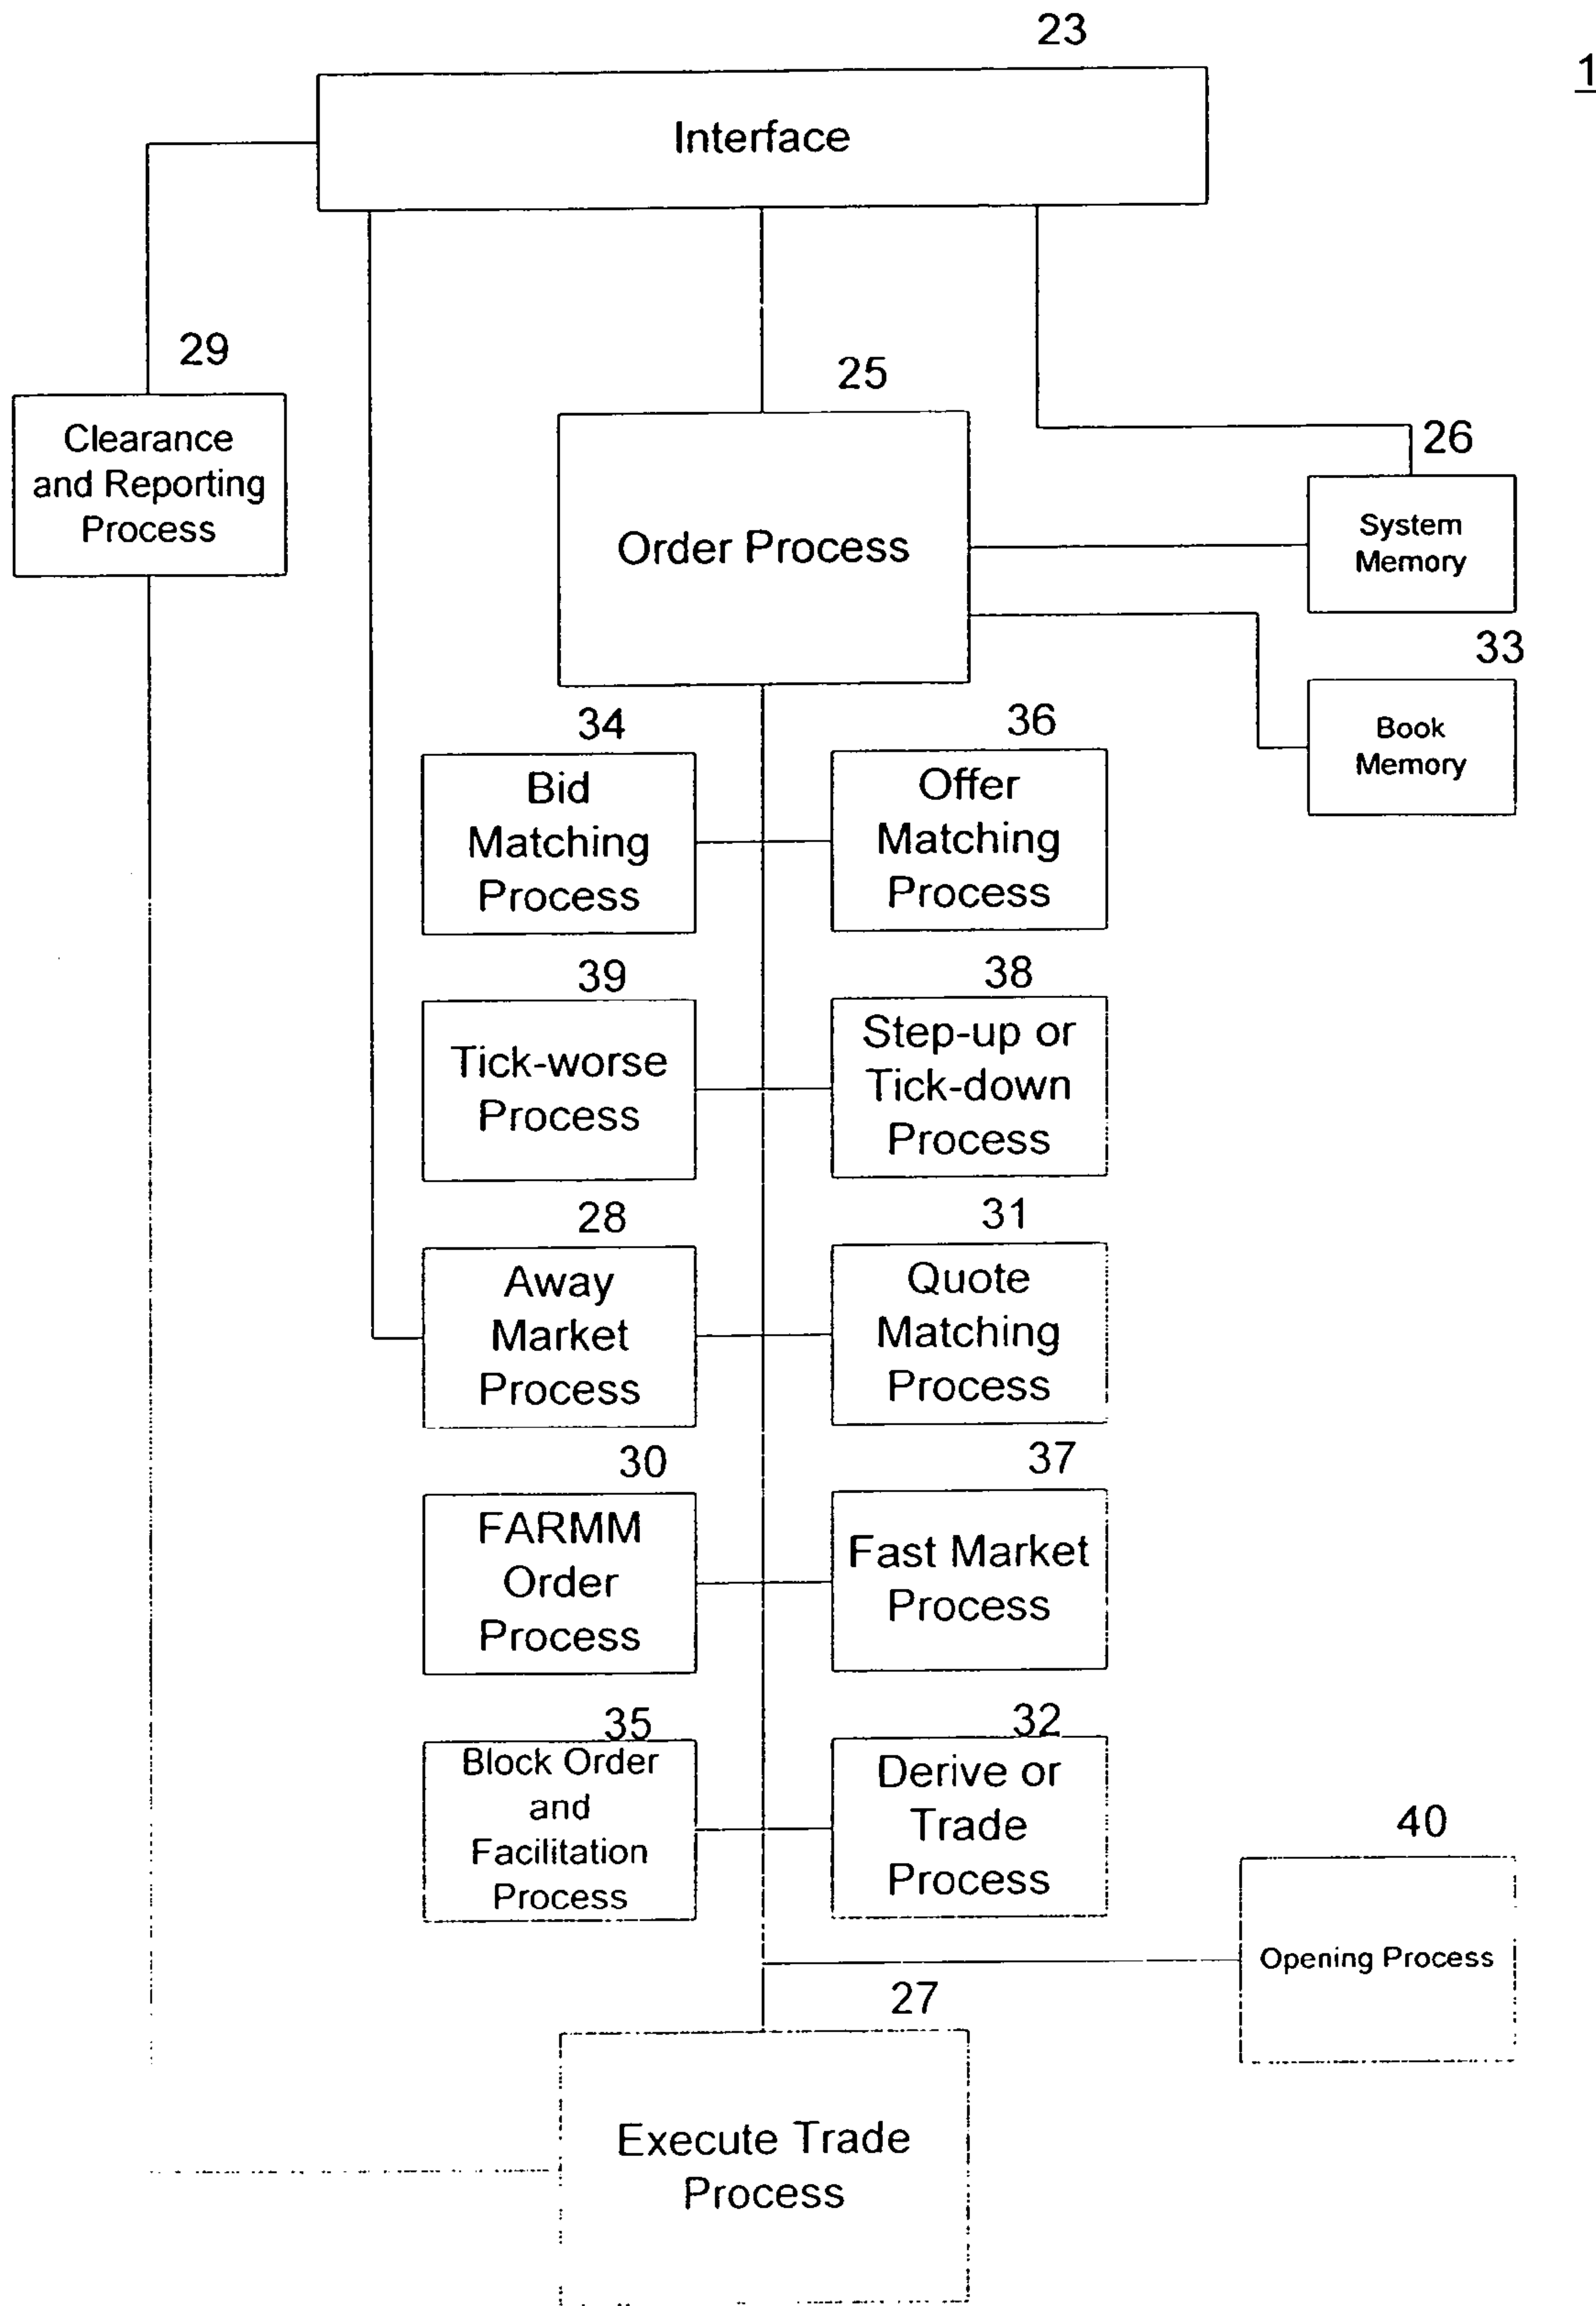 23
1
Interface
29
Clearance
and Reporting
Process
25
Order Process
26
System
Memory
33
Book
Memory
34
Bid
Matching
Process
36
Offer
Matching
Process
39
Tick-worse
Process
38
Step-up or
Tick-down
Process
28
Away
Market
Process
31
Quote
Matching
Process
30
FARMM
Order
Process
37
Fast Market
Process
35
Block Order
and
Facilitation
Process
32
Derive or
Trade
Process
40
Opening Process
27
Execute Trade
Process